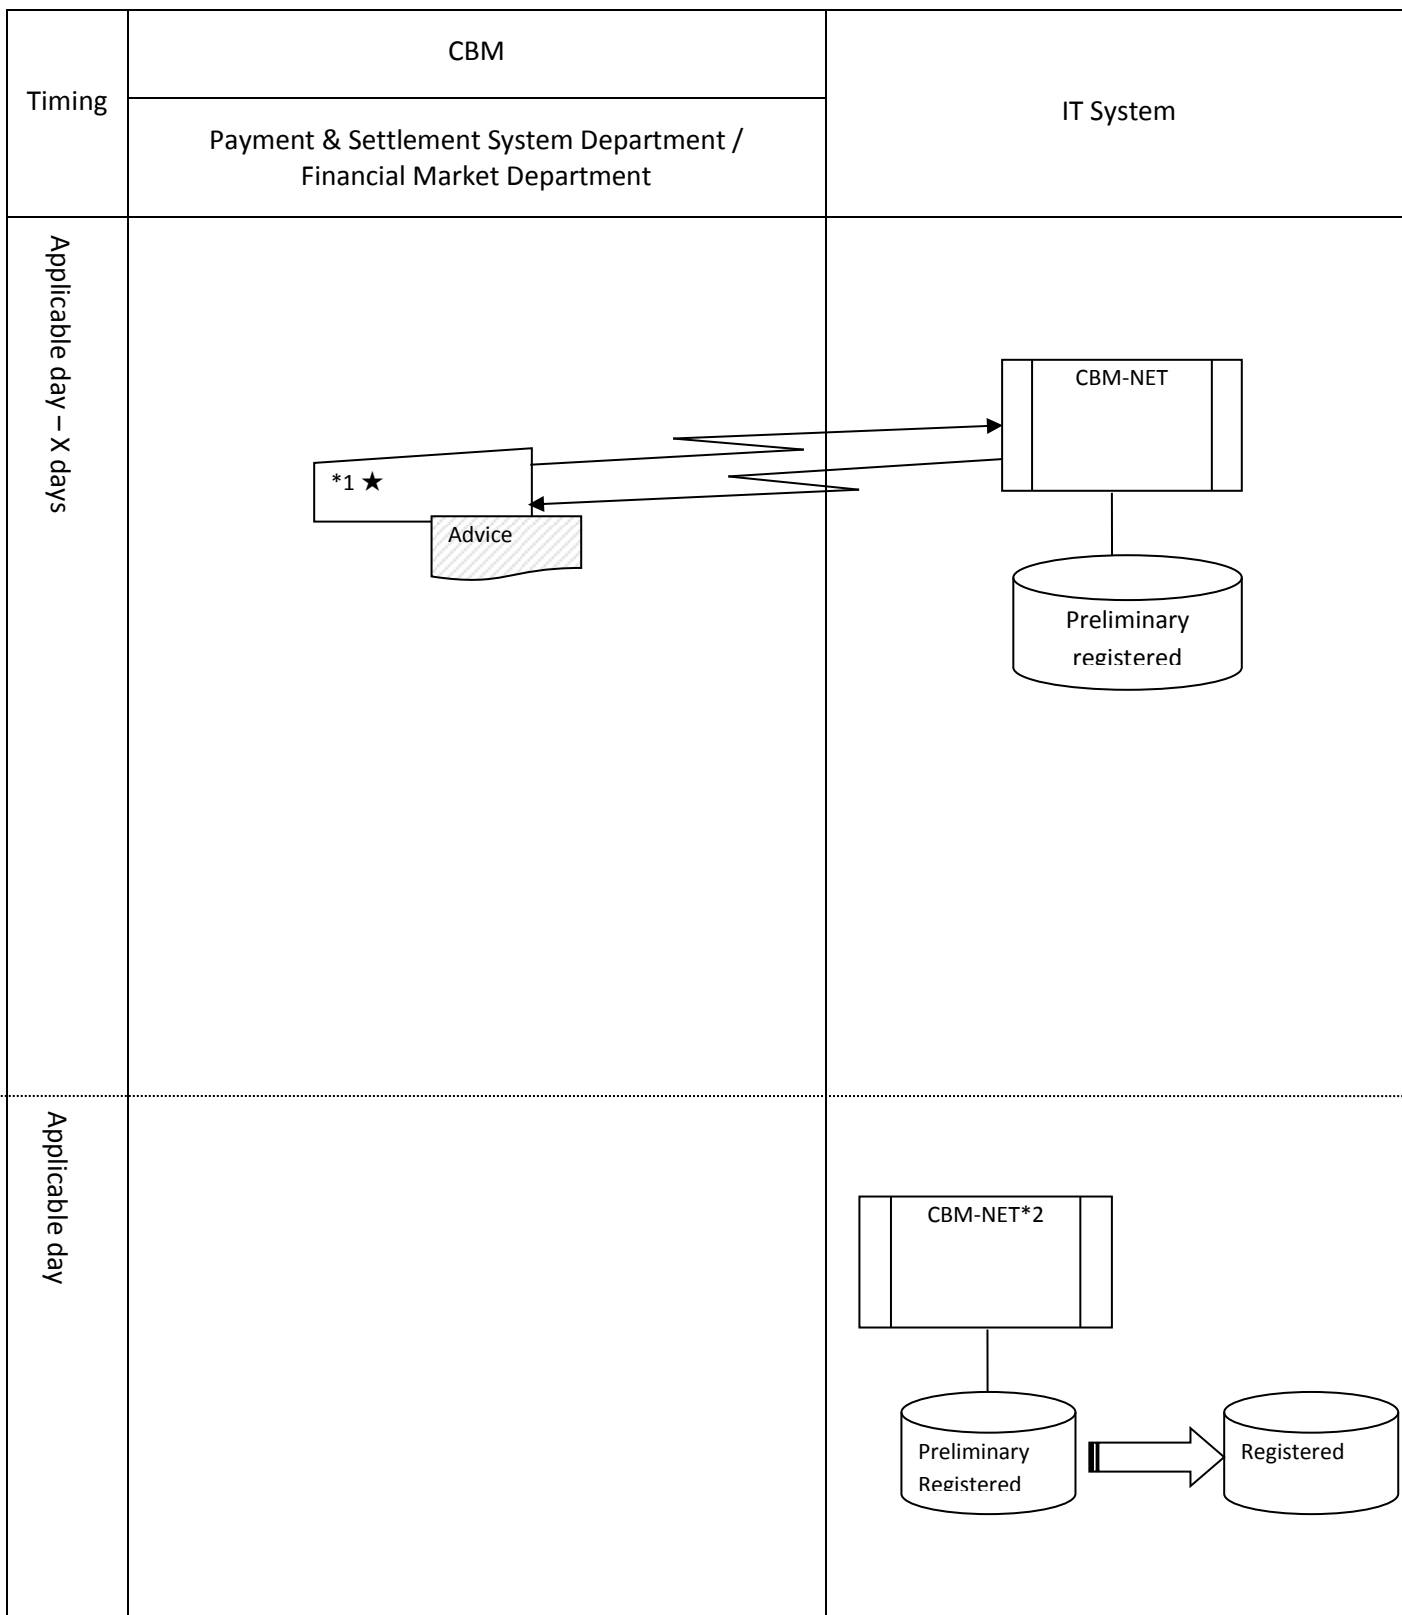 CBM
Timing
IT System
Payment & Settlement System Department /
Financial Market Department
Applicable day – X days
CBM-NET
*1 ★
Advice
Preliminary
registered
Applicable day
CBM-NET*2
Preliminary
Registered
Registered